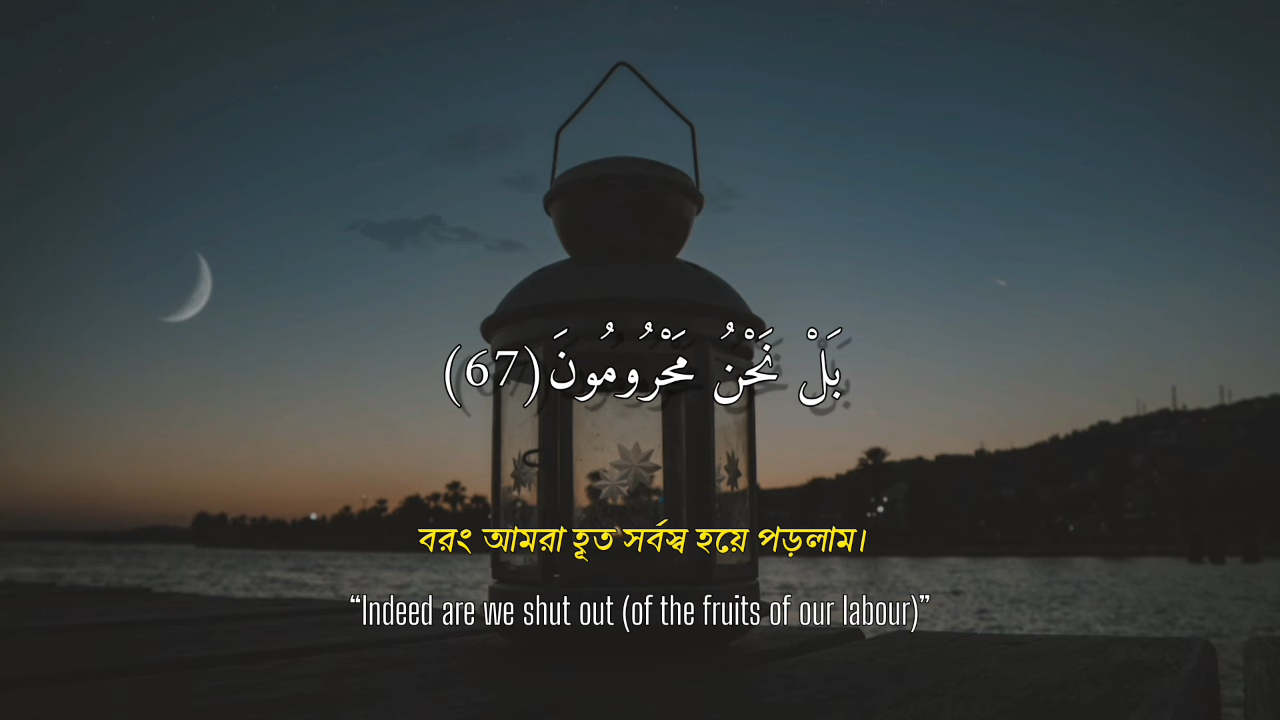 بَلْ نَحْنُ مَحْرُومُونَ (67)
বরং আমরা হূত সর্বস্ব হয়ে পড়লাম।
“Indeed are we shut out (of the fruits of our labour)”